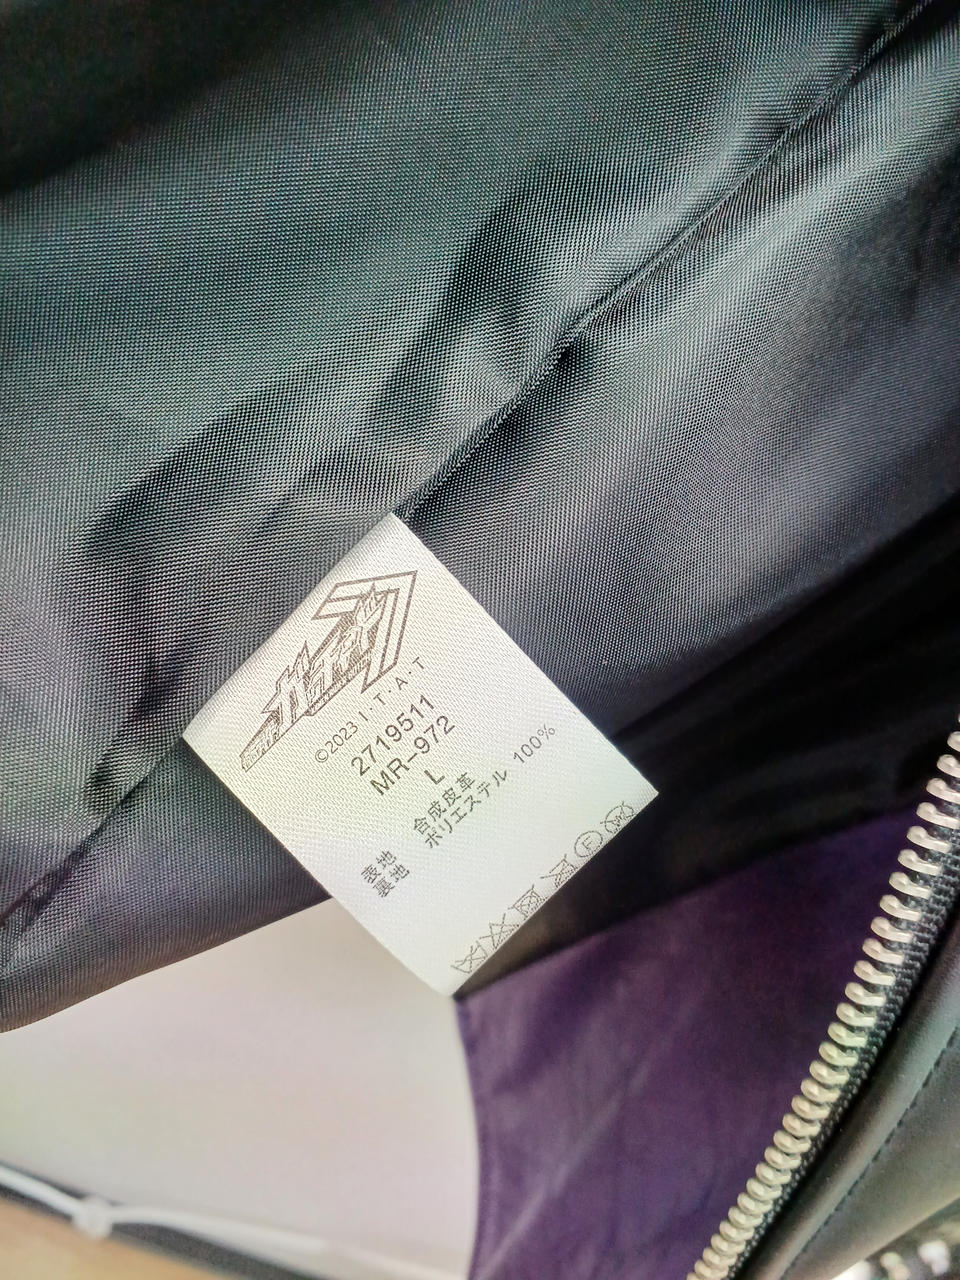 ©2023 I・T・A・T
2719511
MR-972
L
表地 合成皮革
裏地 ポリエステル 100%
F